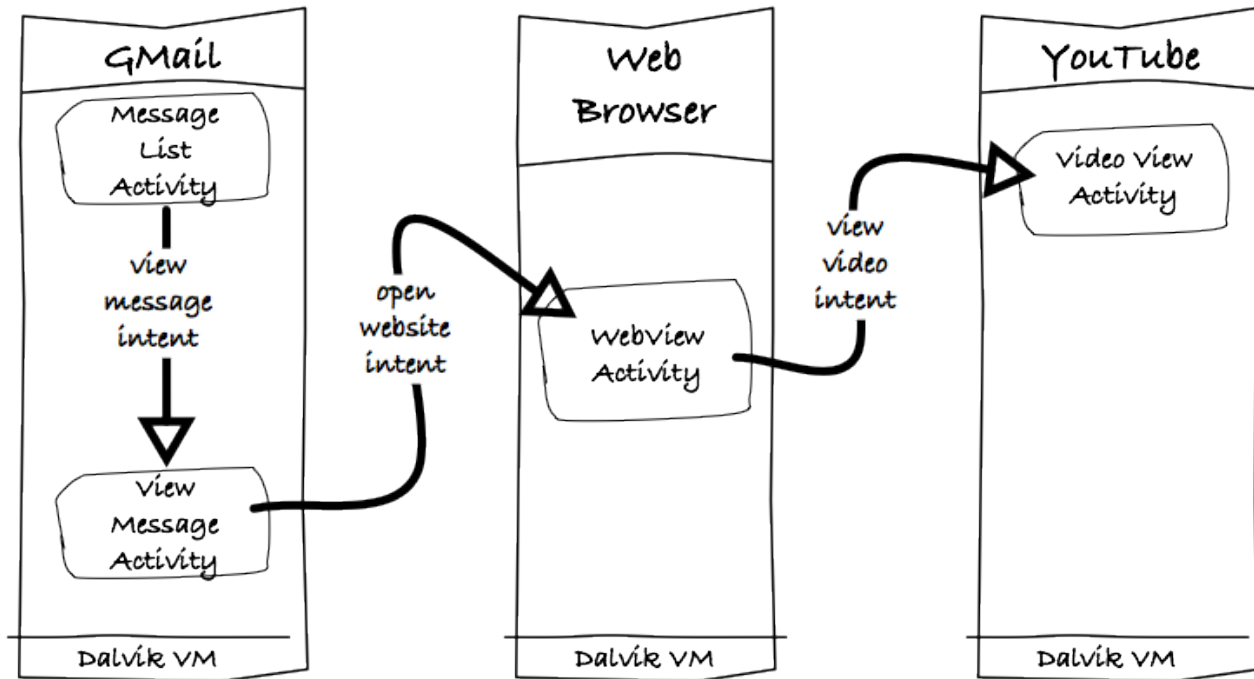 GMail
Message
List
Activity
view
message
intent
View
Message
Activity
Dalvik VM
open
website
intent
Web
Browser
WebView
Activity
Dalvik VM
view
video
intent
YouTube
Video View
Activity
Dalvik VM